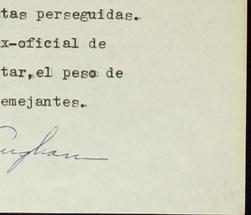 tas perseguidas.
x-oficial de
tar,el peso de
emejantes.